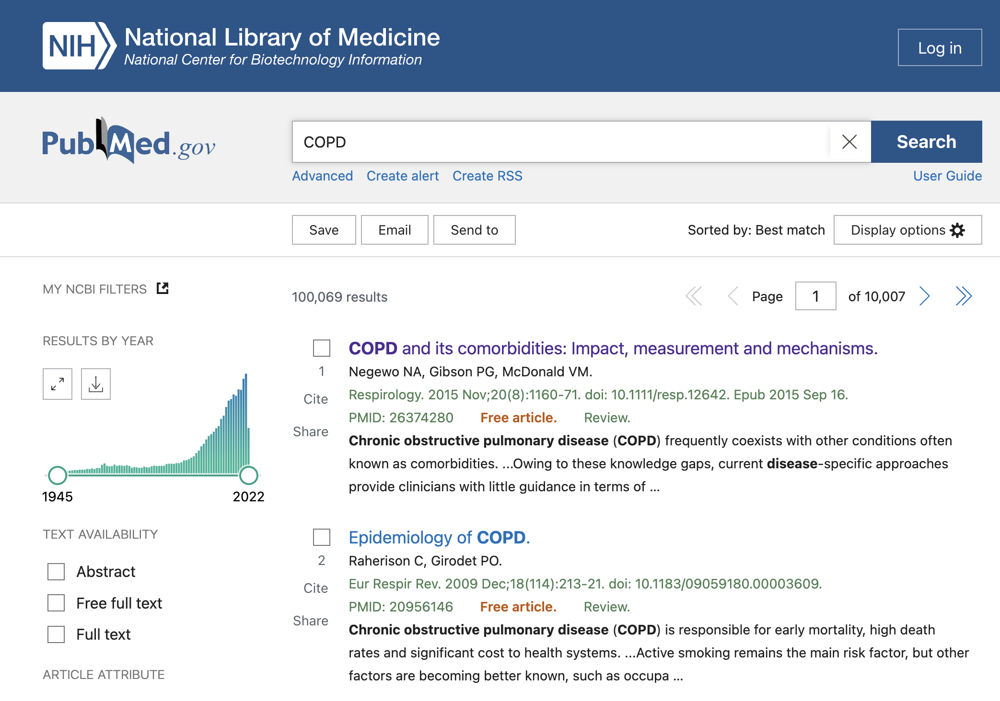 NIH National Library of Medicine
National Center for Biotechnology Information
Log in
PubMed.gov
COPD
Search
Advanced Create alert Create RSS
User Guide
Save Email Send to
Sorted by: Best match Display options
MY NCBI FILTERS
100,069 results
Page 1 of 10,007
RESULTS BY YEAR
1945 2022
TEXT AVAILABILITY
Abstract
Free full text
Full text
ARTICLE ATTRIBUTE
COPD and its comorbidities: Impact, measurement and mechanisms.
1
Negewo NA, Gibson PG, McDonald VM.
Cite
Respirology. 2015 Nov;20(8):1160-71. doi: 10.1111/resp.12642. Epub 2015 Sep 16.
PMID: 26374280 Free article. Review.
Share
Chronic obstructive pulmonary disease (COPD) frequently coexists with other conditions often
known as comorbidities. ...Owing to these knowledge gaps, current disease-specific approaches
provide clinicians with little guidance in terms of ...
Epidemiology of COPD.
2
Raherison C, Girodet PO.
Cite
Eur Respir Rev. 2009 Dec;18(114):213-21. doi: 10.1183/09059180.00003609.
PMID: 20956146 Free article. Review.
Share
Chronic obstructive pulmonary disease (COPD) is responsible for early mortality, high death
rates and significant cost to health systems. ...Active smoking remains the main risk factor, but other
factors are becoming better known, such as occupa ...